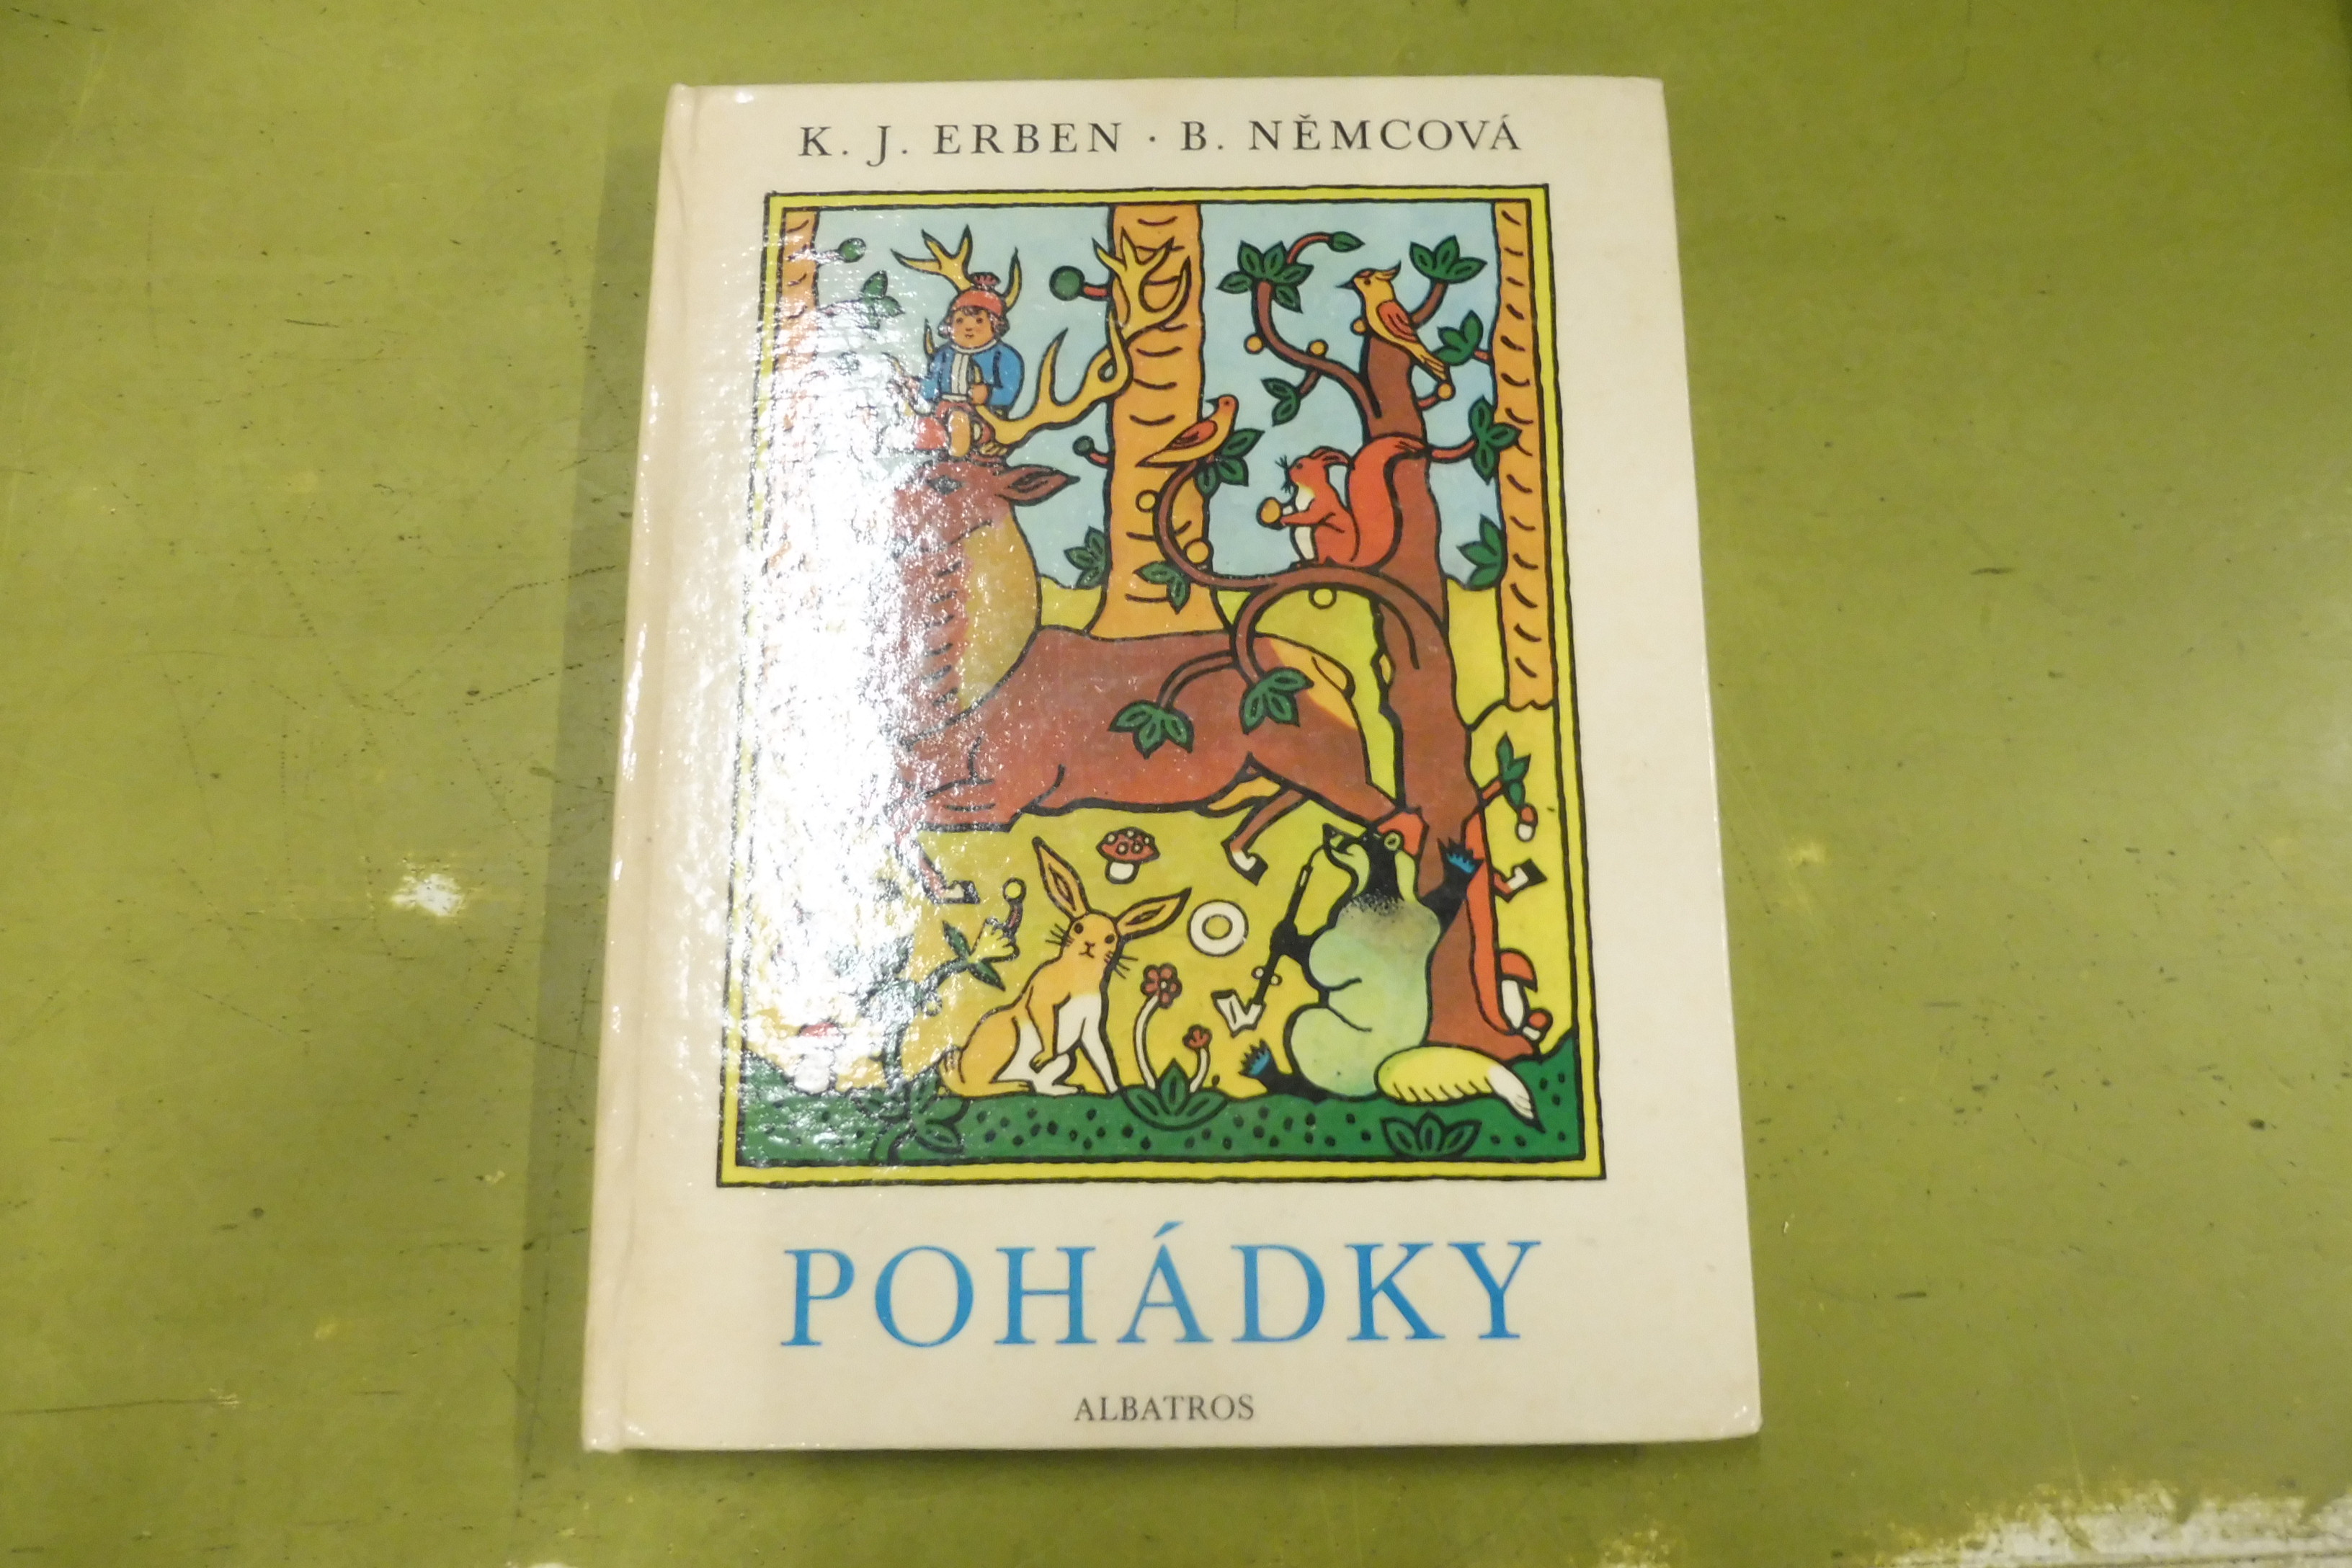 K. J. ERBEN · B. NĚMCOVÁ
POHÁDKY
ALBATROS